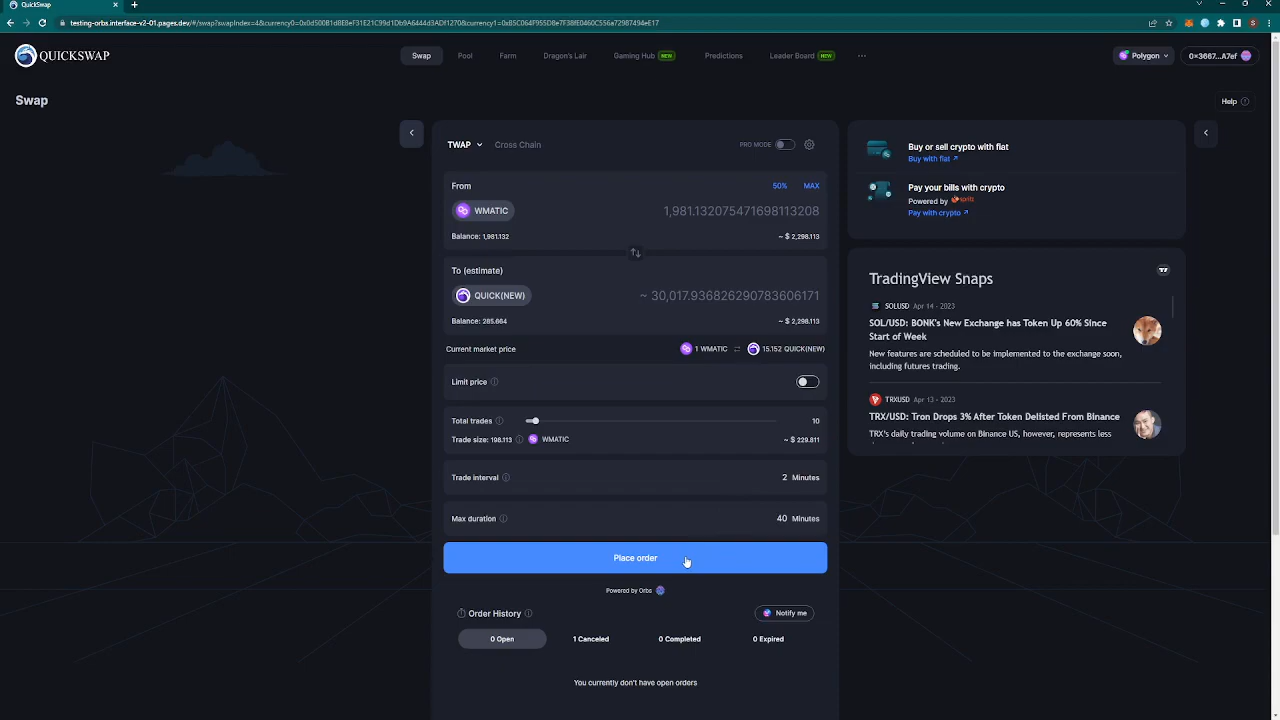 QuickSwap
testing-orbs.interface-v2-01.pages.dev/#/swap?swapIndex=4&currency0=0x0d500B1d8E8eF31E21C99d1Db9A6444d3ADf1270&currency1=0xB5C064F955D8e7F38fE0460C556a72987494eE17
QUICKSWAP
Swap
Pool
Farm
Dragon's Lair
Gaming Hub NEW
Predictions
Leader Board NEW
Polygon
0x3667...A7ef
Swap
Help
TWAP
Cross Chain
PRO MODE
From
50% MAX
WMATIC
1,981.132075471698113208
Balance: 1,981.132
~ $ 2,298.113
To (estimate)
QUICK(NEW)
~ 30,017.936826290783606171
Balance: 285.664
~ $ 2,298.113
Current market price
1 WMATIC
15.152 QUICK(NEW)
Limit price
Total trades
10
Trade size: 198.113
WMATIC
~ $ 229.811
Trade interval
2 Minutes
Max duration
40 Minutes
Place order
Powered by Orbs
Order History
Notify me
0 Open
1 Canceled
0 Completed
0 Expired
You currently don't have open orders
Buy or sell crypto with fiat
Buy with fiat
Pay your bills with crypto
Powered by spritz
Pay with crypto
TradingView Snaps
SOLUSD Apr 14 - 2023
SOL/USD: BONK's New Exchange has Token Up 60% Since
Start of Week
New features are scheduled to be implemented to the exchange soon,
including futures trading.
TRXUSD Apr 13 - 2023
TRX/USD: Tron Drops 3% After Token Delisted From Binance
TRX's daily trading volume on Binance US, however, represents less